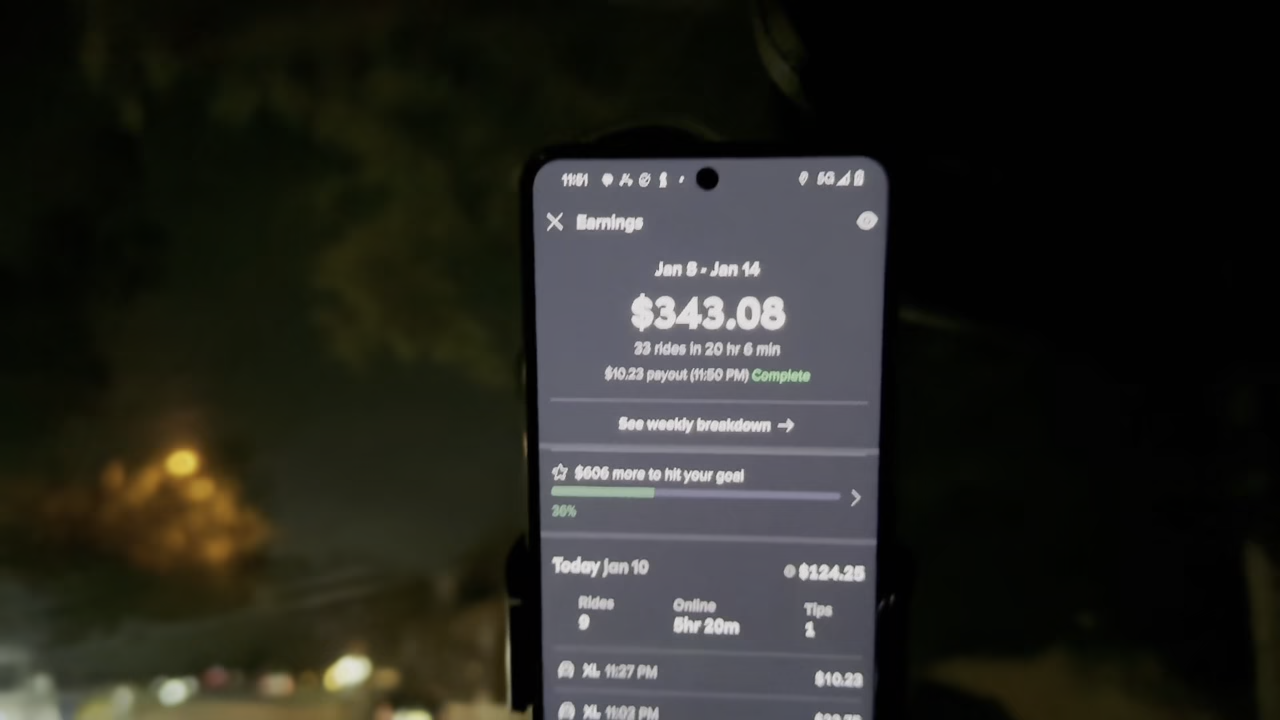 11:51
5G
Earnings
Jan 8 - Jan 14
$343.08
33 rides in 20 hr 6 min
$10.23 payout (11:50 PM) Complete
See weekly breakdown →
$606 more to hit your goal
36%
Today Jan 10 $124.25
Rides Online Tips
9 5hr 20m 1
XL 11:27 PM $10.23
XL 11:03 PM